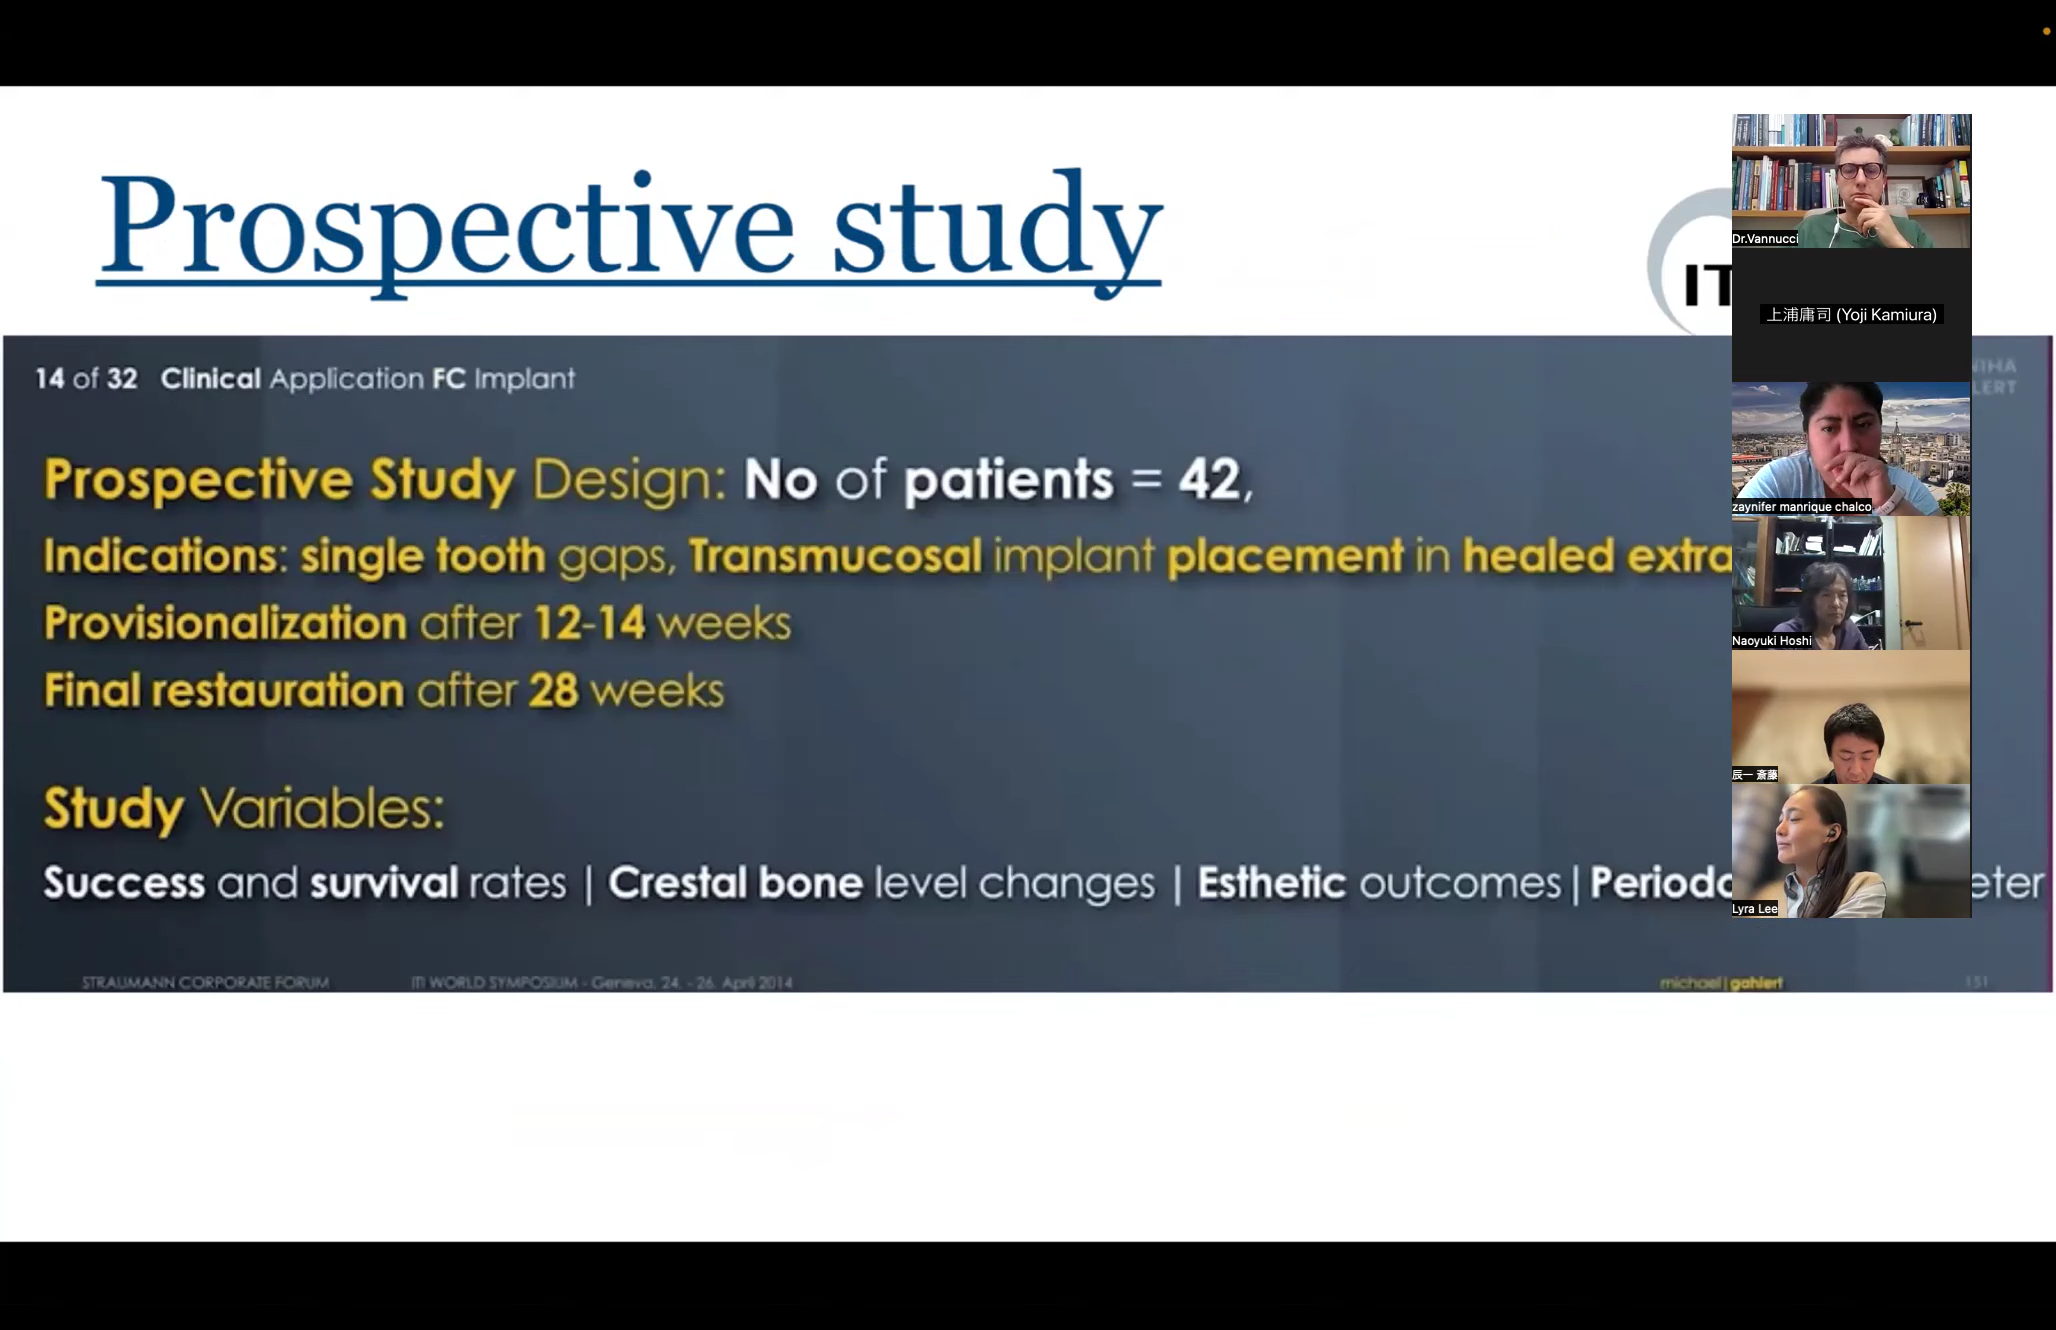 Prospective study
IT
14 of 32 Clinical Application FC Implant
Prospective Study Design: No of patients = 42,
Indications: single tooth gaps, Transmucosal implant placement in healed extra
Provisionalization after 12-14 weeks
Final restauration after 28 weeks
Study Variables:
Success and survival rates | Crestal bone level changes | Esthetic outcomes | Periodo
eter
STRAUMANN CORPORATE FORUM
ITI WORLD SYMPOSIUM - Geneva, 24. - 26. April 2014
michael|gahlert
151
Dr.Vannucci
上浦庸司 (Yoji Kamiura)
zaynifer manrique chalco
Naoyuki Hoshi
辰一 斎藤
Lyra Lee